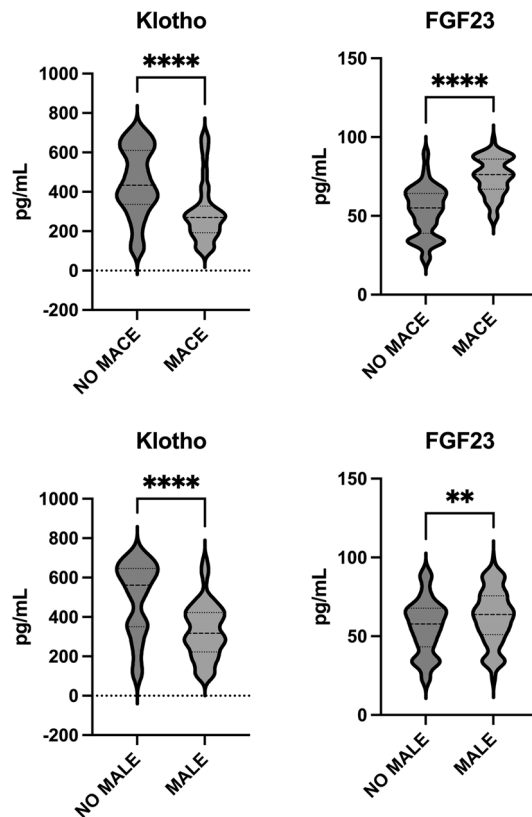 Klotho
****
pg/mL
1000
800
600
400
200
0
-200
NO MACE
MACE
FGF23
****
pg/mL
150
100
50
0
NO MACE
MACE
Klotho
****
pg/mL
1000
800
600
400
200
0
-200
NO MALE
MALE
FGF23
**
pg/mL
150
100
50
0
NO MALE
MALE